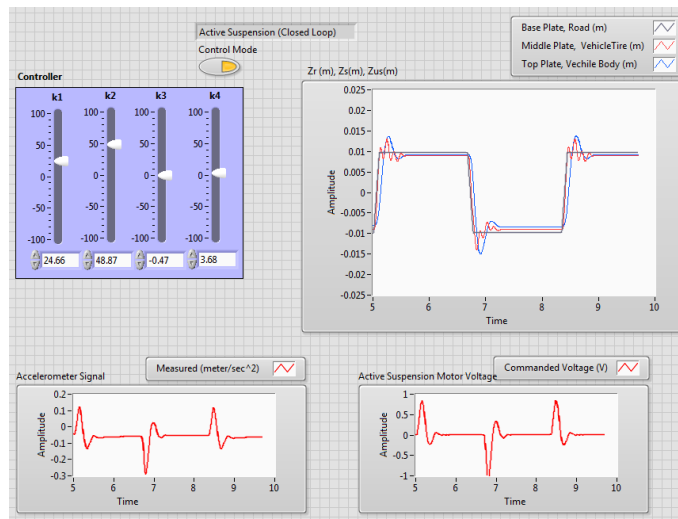 Active Suspension (Closed Loop)
Control Mode
Base Plate, Road (m)
Middle Plate, VehicleTire (m)
Top Plate, Vechile Body (m)
Controller
k1 k2 k3 k4
100 100 100 100
50 50 50 50
0 0 0 0
-50 -50 -50 -50
-100 -100 -100 -100
24.66 48.87 -0.47 3.68
Zr (m), Zs(m), Zus(m)
Amplitude
0.025
0.02
0.015
0.01
0.005
0
-0.005
-0.01
-0.015
-0.02
-0.025
5 6 7 8 9 10
Time
Accelerometer Signal
Measured (meter/sec^2)
Amplitude
0.2
0.1
0
-0.1
-0.2
-0.3
5 6 7 8 9 10
Time
Active Suspension Motor Voltage
Commanded Voltage (V)
Amplitude
1
0.5
0
-0.5
-1
5 6 7 8 9 10
Time